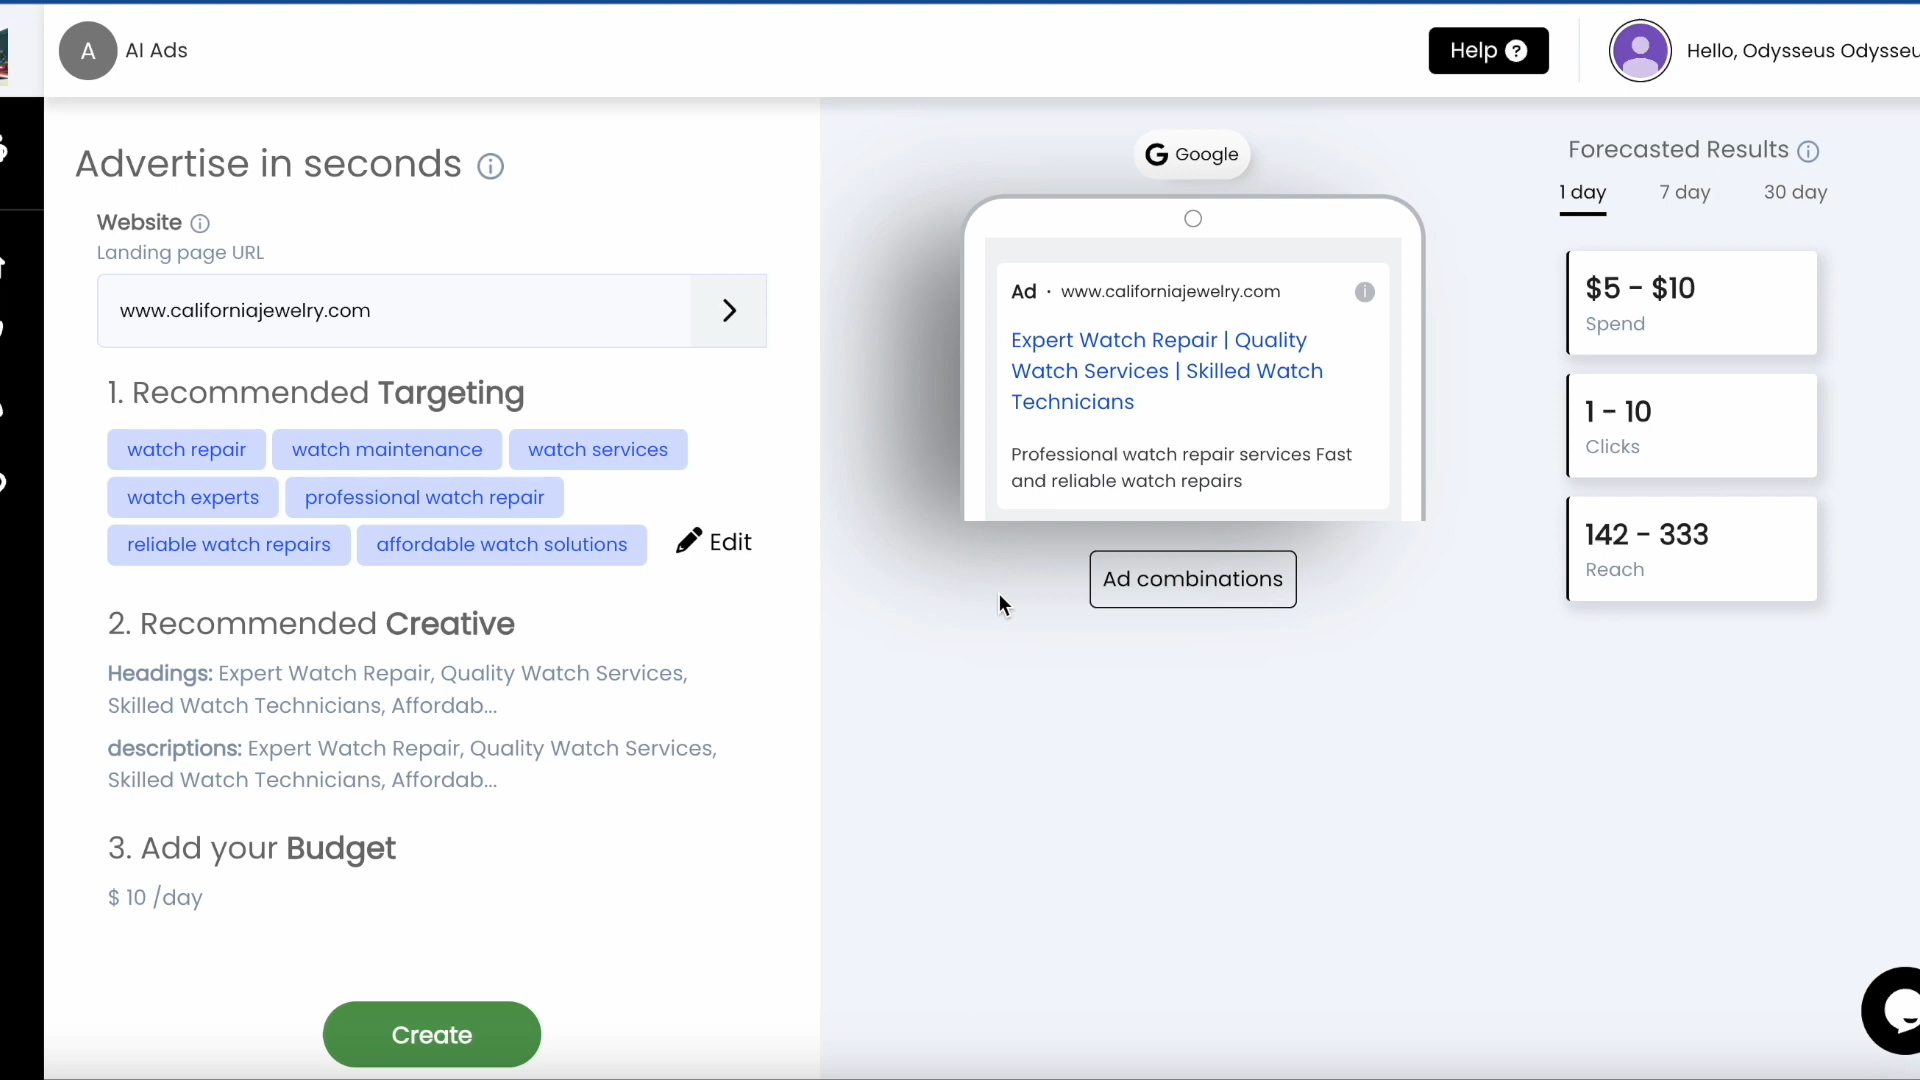 A AI Ads
Help ?
Hello, Odysseus
Advertise in seconds
Website
Landing page URL
www.californiajewelry.com
1. Recommended Targeting
watch repair watch maintenance watch services
watch experts professional watch repair
reliable watch repairs affordable watch solutions
Edit
2. Recommended Creative
Headings: Expert Watch Repair, Quality Watch Services,
Skilled Watch Technicians, Affordab...
descriptions: Expert Watch Repair, Quality Watch Services,
Skilled Watch Technicians, Affordab...
3. Add your Budget
$ 10 /day
Create
G Google
Ad · www.californiajewelry.com
Expert Watch Repair | Quality
Watch Services | Skilled Watch
Technicians
Professional watch repair services Fast
and reliable watch repairs
Ad combinations
Forecasted Results
1 day 7 day 30 day
$5 - $10
Spend
1 - 10
Clicks
142 - 333
Reach